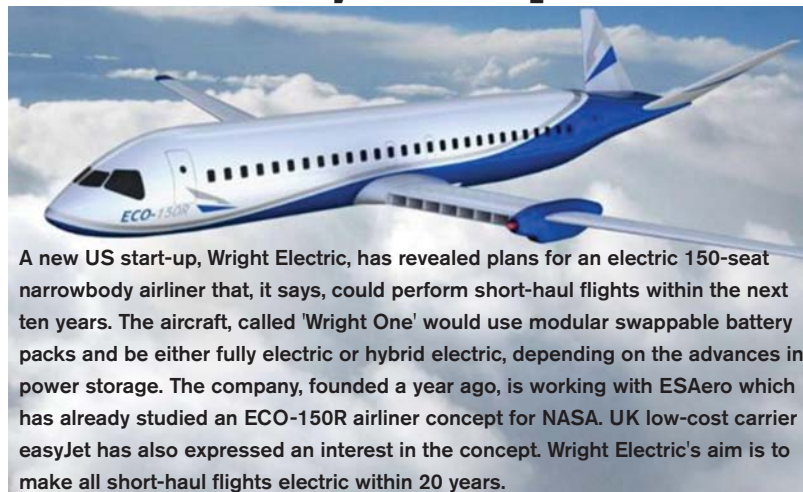 ECO-150R
A new US start-up, Wright Electric, has revealed plans for an electric 150-seat
narrowbody airliner that, it says, could perform short-haul flights within the next
ten years. The aircraft, called 'Wright One' would use modular swappable battery
packs and be either fully electric or hybrid electric, depending on the advances in
power storage. The company, founded a year ago, is working with ESAero which
has already studied an ECO-150R airliner concept for NASA. UK low-cost carrier
easyJet has also expressed an interest in the concept. Wright Electric's aim is to
make all short-haul flights electric within 20 years.